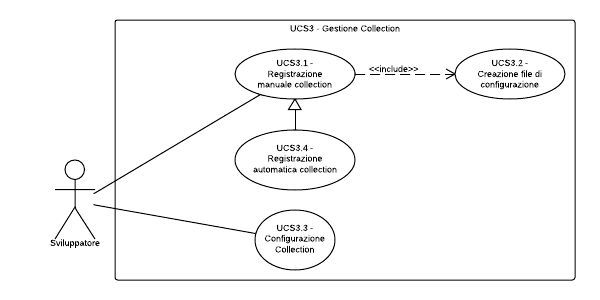 UCS3 - Gestione Collection
UCS3.1 -
Registrazione
manuale collection
<<include>>
UCS3.2 -
Creazione file di
configurazione
UCS3.4 -
Registrazione
automatica collection
UCS3.3 -
Configurazione
Collection
Sviluppatore